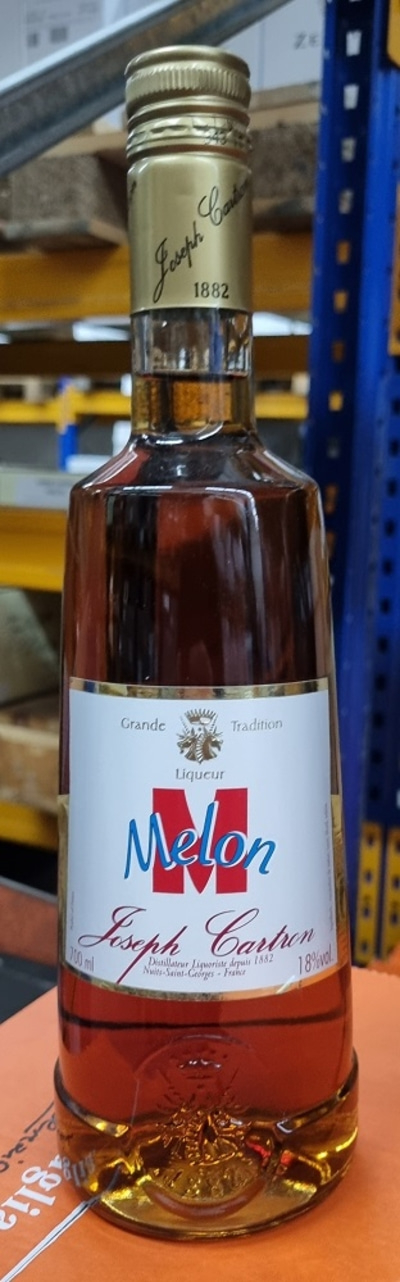 Joseph Cartron
1882
Grande Tradition
Liqueur
M
Melon
Joseph Cartron
700 ml
Distillateur Liquoriste depuis 1882
Nuits-Saint-Georges - France
18%vol.